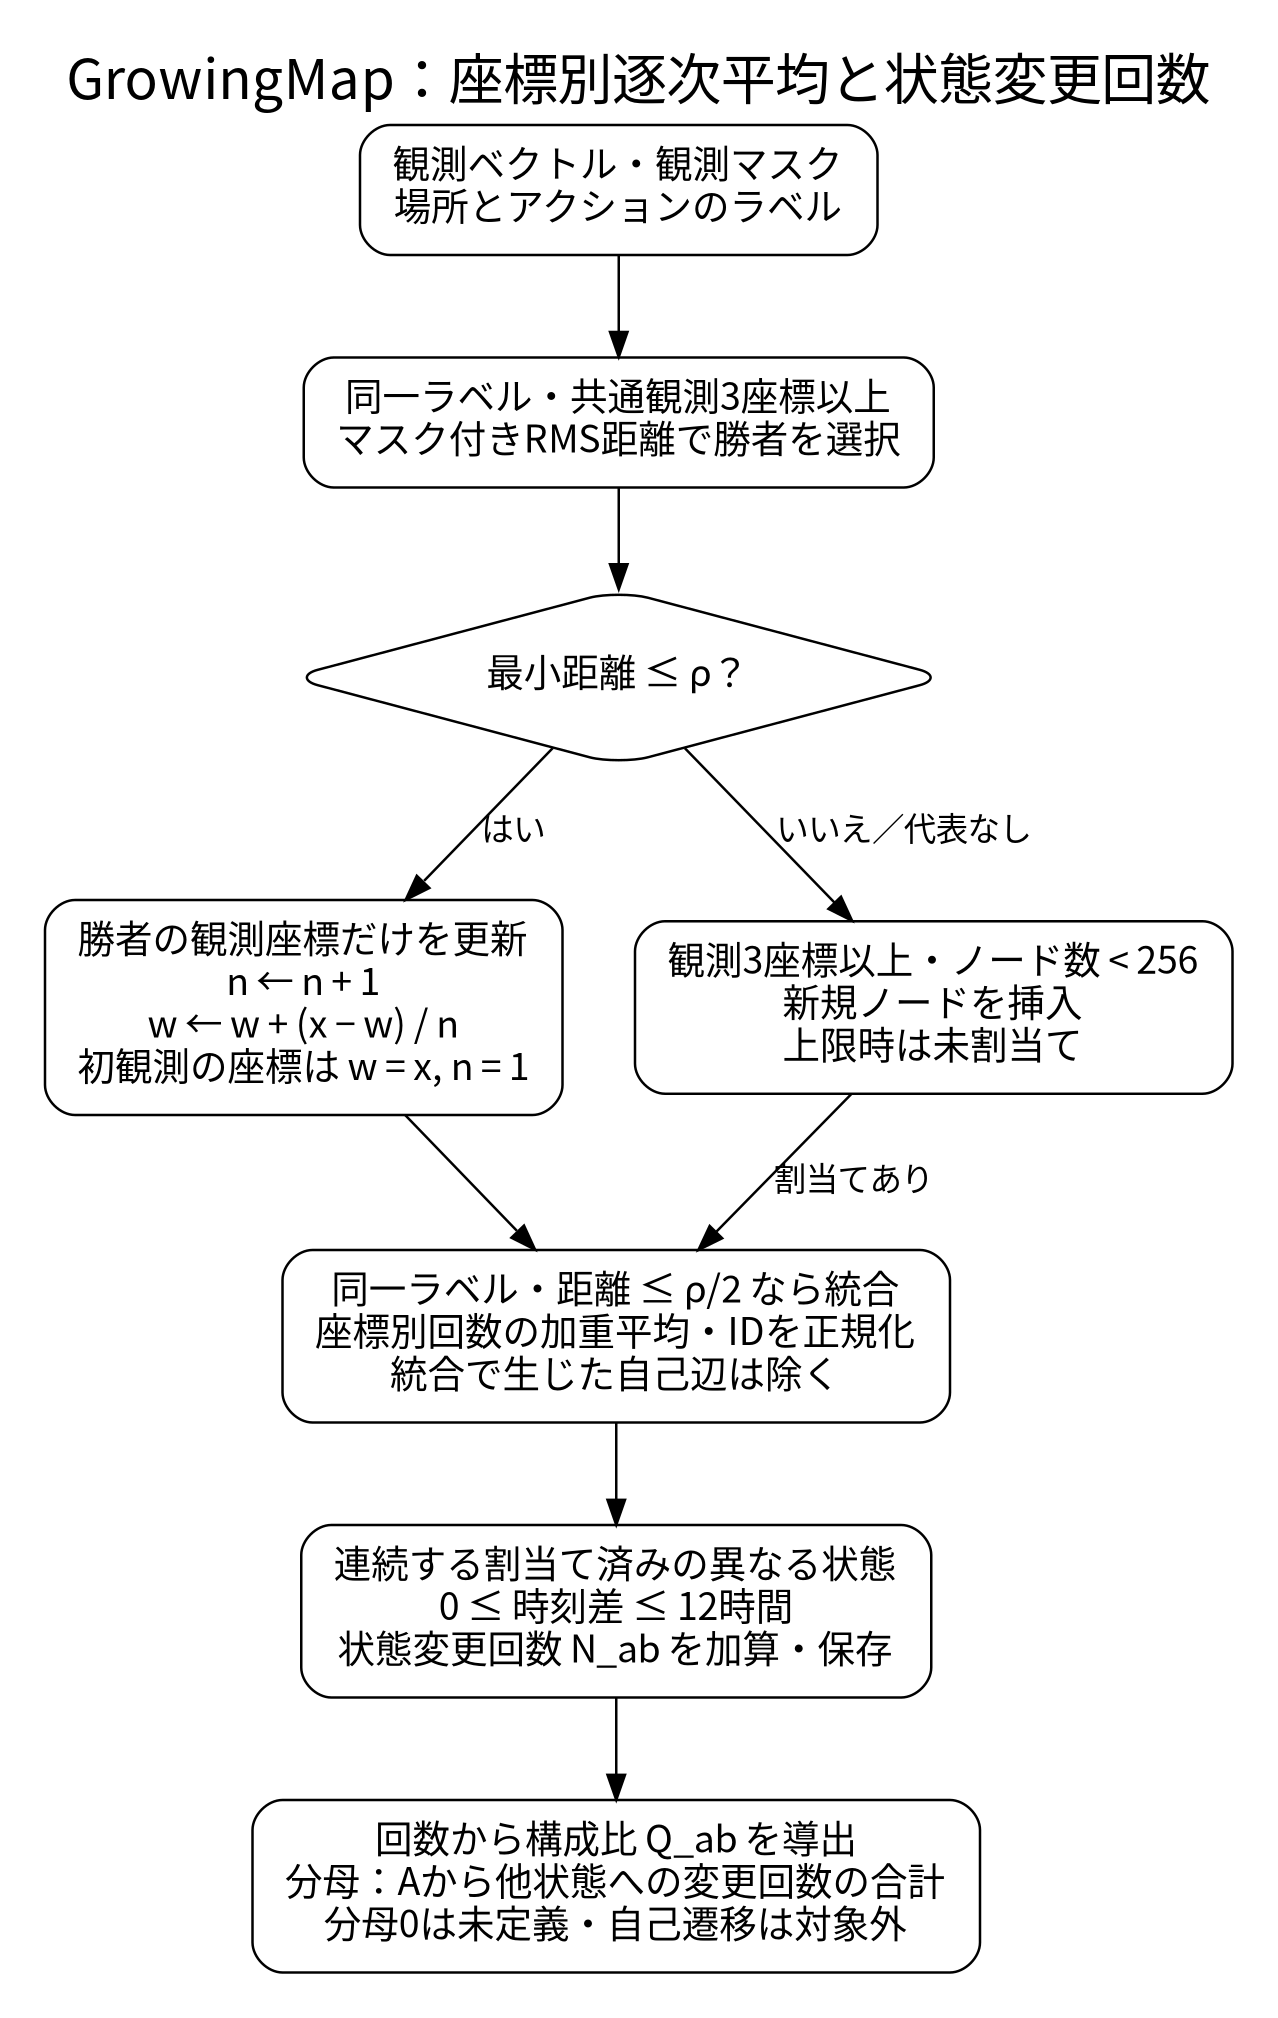 GrowingMap：座標別逐次平均と状態変更回数
観測ベクトル・観測マスク
場所とアクションのラベル
同一ラベル・共通観測3座標以上
マスク付きRMS距離で勝者を選択
最小距離 ≤ ρ？
はい
いいえ／代表なし
勝者の観測座標だけを更新
n ← n + 1
w ← w + (x − w) / n
初観測の座標は w = x, n = 1
観測3座標以上・ノード数 < 256
新規ノードを挿入
上限時は未割当て
割当てあり
同一ラベル・距離 ≤ ρ/2 なら統合
座標別回数の加重平均・IDを正規化
統合で生じた自己辺は除く
連続する割当て済みの異なる状態
0 ≤ 時刻差 ≤ 12時間
状態変更回数 N_ab を加算・保存
回数から構成比 Q_ab を導出
分母：Aから他状態への変更回数の合計
分母0は未定義・自己遷移は対象外